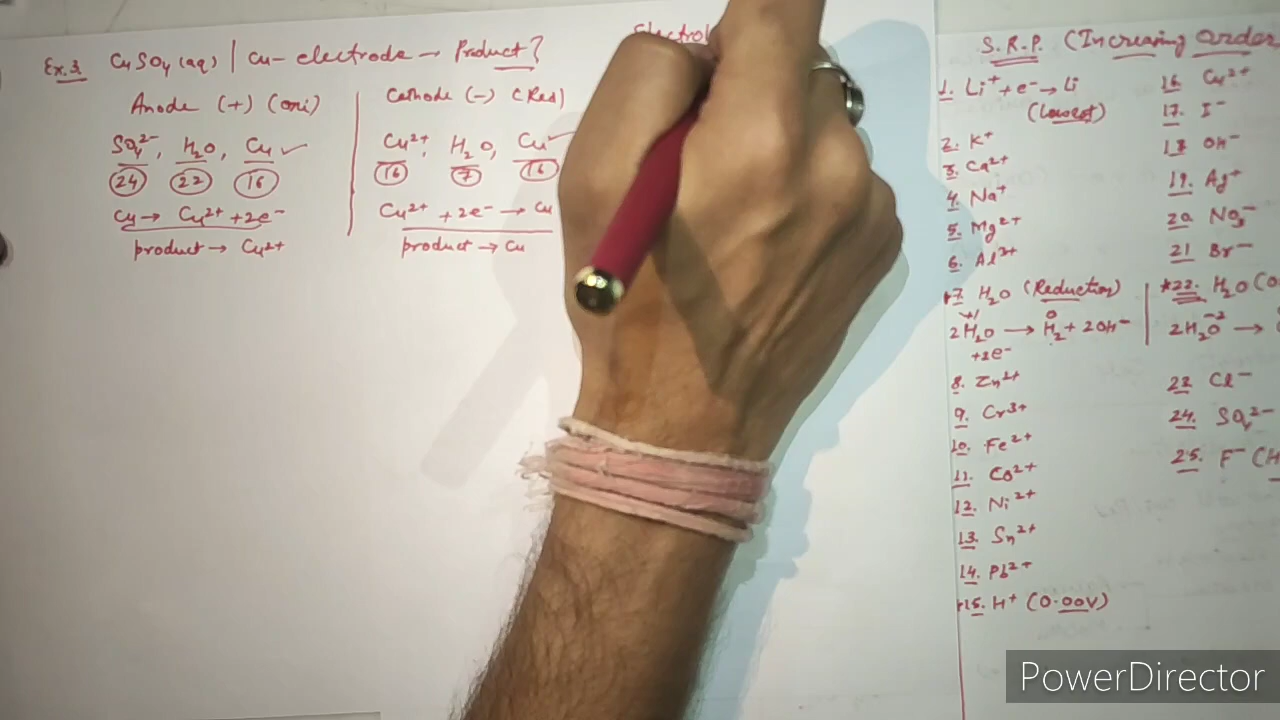 Ex.3 CuSO4 (aq) | Cu- electrode → Product?
Anode (+) (oxi)
SO4²⁻, H2O, Cu ✓
24 22 16
Cu → Cu²⁺ + 2e⁻
product → Cu²⁺
Cathode (-) (Red)
Cu²⁺, H2O, Cu ✓
16 7 16
Cu²⁺ + 2e⁻ → Cu
product → Cu
S.R.P. (Increasing order
1. Li⁺ + e⁻ → Li
(lowest)
2. K⁺
3. Ca²⁺
4. Na⁺
5. Mg²⁺
6. Al³⁺
*7. H2O (Reduction)
+1 0
2H2O → H2 + 2OH⁻
+2e⁻
8. Zn²⁺
9. Cr³⁺
10. Fe²⁺
11. Co²⁺
12. Ni²⁺
13. Sn²⁺
14. Pb²⁺
*15. H⁺ (0.00V)
16. Cu²⁺
17. I⁻
18 OH⁻
19. Ag⁺
20 NO3⁻
21 Br⁻
*22. H2O (O
-2
2H2O →
23 Cl⁻
24. SO4²⁻
25. F⁻ (H
PowerDirector